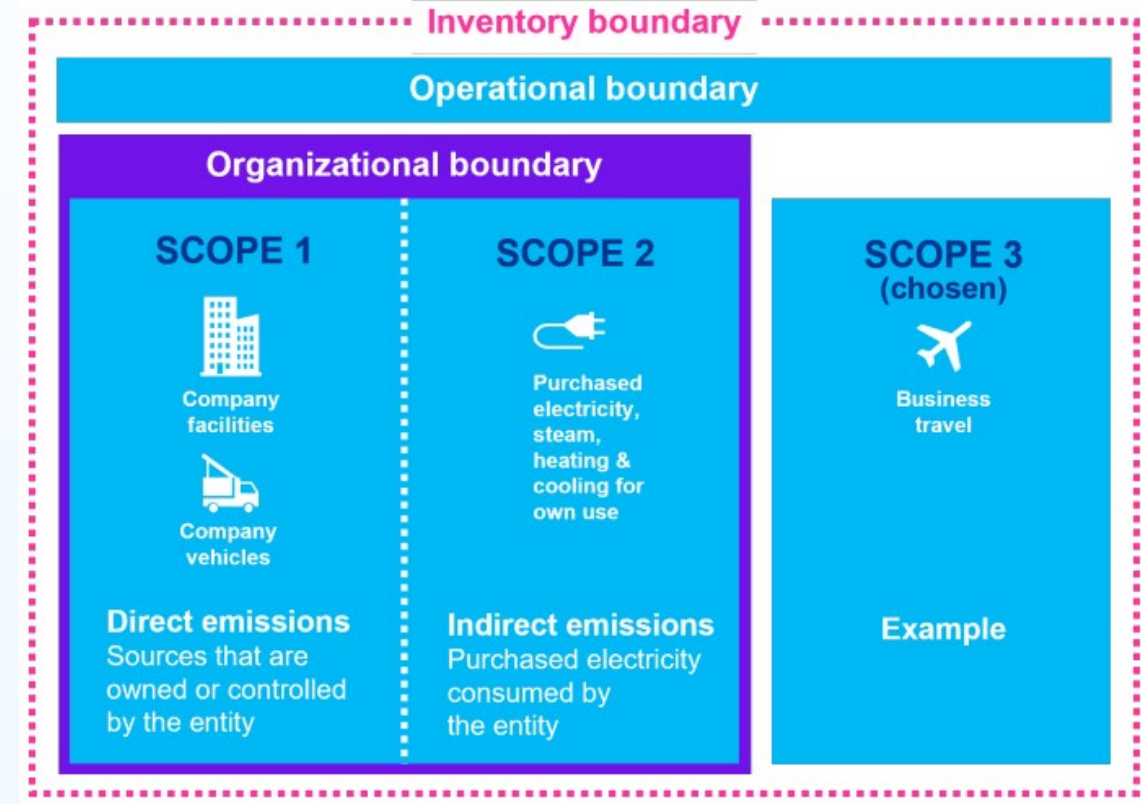 Inventory boundary
Operational boundary
Organizational boundary
SCOPE 1
Company
facilities
Company
vehicles
Direct emissions
Sources that are
owned or controlled
by the entity
SCOPE 2
Purchased
electricity,
steam,
heating &
cooling for
own use
Indirect emissions
Purchased electricity
consumed by
the entity
SCOPE 3
(chosen)
Business
travel
Example